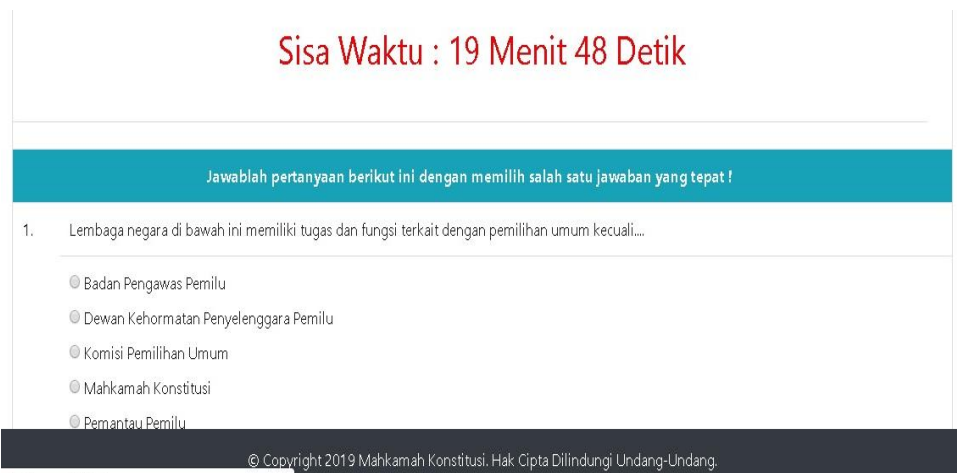 Sisa Waktu : 19 Menit 48 Detik
Jawablah pertanyaan berikut ini dengan memilih salah satu jawaban yang tepat !
1. Lembaga negara di bawah ini memiliki tugas dan fungsi terkait dengan pemilihan umum kecuali....
Badan Pengawas Pemilu
Dewan Kehormatan Penyelenggara Pemilu
Komisi Pemilihan Umum
Mahkamah Konstitusi
Pemantau Pemilu
© Copyright 2019 Mahkamah Konstitusi. Hak Cipta Dilindungi Undang-Undang.